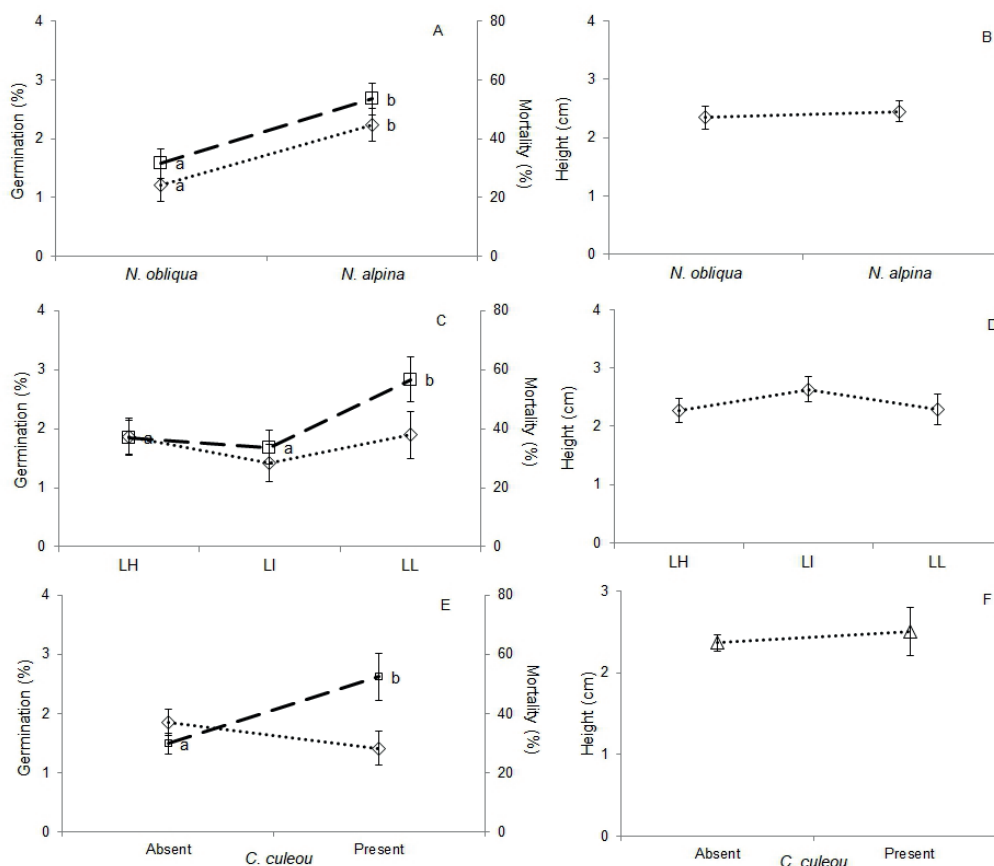 A
Germination (%)
4
3
2
1
0
80
60
40
20
0
Mortality (%)
a
a
b
b
N. obliqua N. alpina
B
Height (cm)
4
3
2
1
0
N. obliqua N. alpina
C
Germination (%)
4
3
2
1
0
80
60
40
20
0
Mortality (%)
a
a
b
LH LI LL
D
Height (cm)
4
3
2
1
0
LH LI LL
E
Germination (%)
4
3
2
1
0
80
60
40
20
0
Mortality (%)
a
b
Absent Present
C. culeou
F
Height (cm)
3
2
1
0
Absent Present
C. culeou